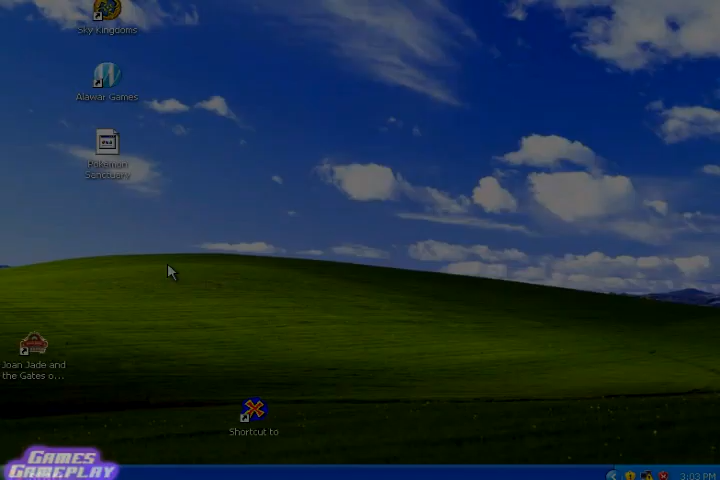 Sky Kingdoms
Alawar Games
Pokemon
Sanctuary
Joan Jade and
the Gates o...
Shortcut to
GAMES
GAMEPLAY
3:03 PM